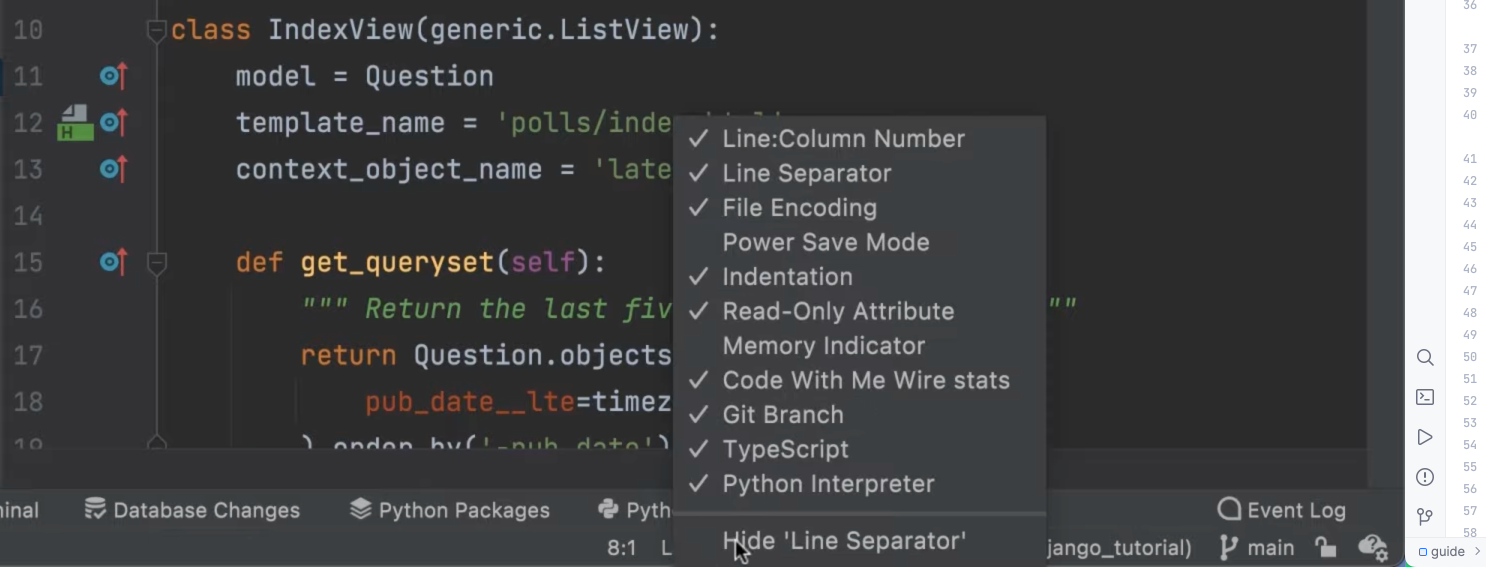 10 class IndexView(generic.ListView):
11 model = Question
12 H template_name = 'polls/inde
13 context_object_name = 'late
14
15 def get_queryset(self):
16 """ Return the last fiv """
17 return Question.objects
18 pub_date__lte=timez
19 ).order_by('-pub_date')
✓ Line:Column Number
✓ Line Separator
✓ File Encoding
Power Save Mode
✓ Indentation
✓ Read-Only Attribute
Memory Indicator
✓ Code With Me Wire stats
✓ Git Branch
✓ TypeScript
✓ Python Interpreter
Hide 'Line Separator'
inal Database Changes Python Packages Pyth Event Log
8:1 L jango_tutorial) main
36
37
38
39
40
41
42
43
44
45
46
47
48
49
50
51
52
53
54
55
56
57
58
guide >